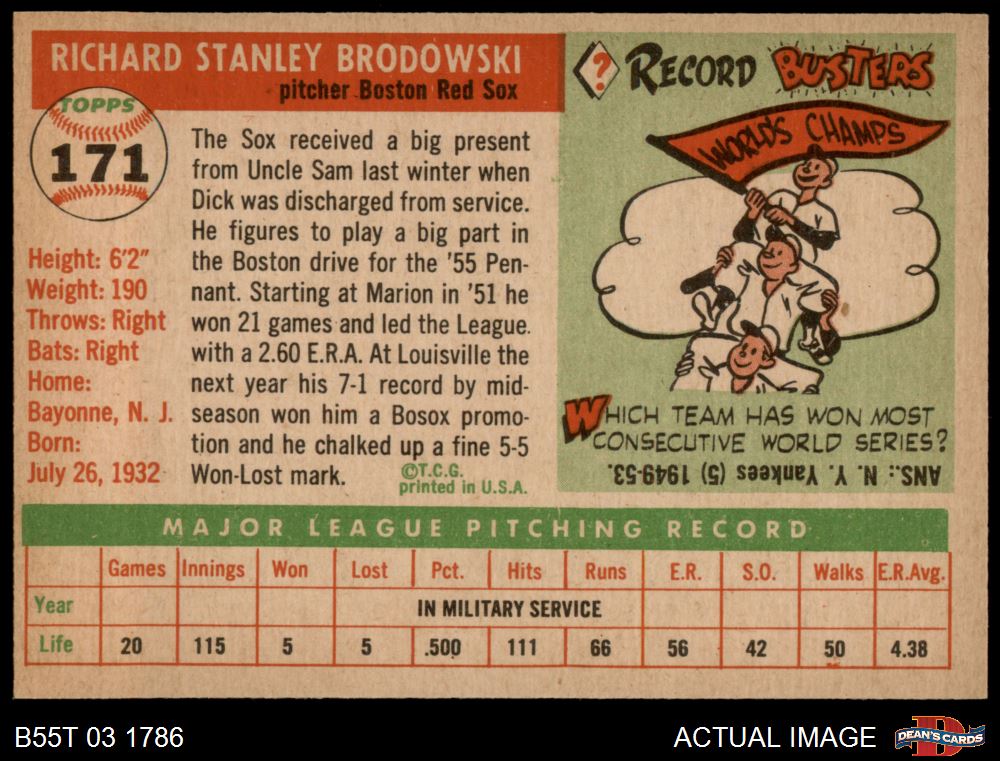 RICHARD STANLEY BRODOWSKI
pitcher Boston Red Sox
TOPPS
171
Height: 6'2"
Weight: 190
Throws: Right
Bats: Right
Home:
Bayonne, N. J.
Born:
July 26, 1932
The Sox received a big present
from Uncle Sam last winter when
Dick was discharged from service.
He figures to play a big part in
the Boston drive for the '55 Pen-
nant. Starting at Marion in '51 he
won 21 games and led the League
with a 2.60 E.R.A. At Louisville the
next year his 7-1 record by mid-
season won him a Bosox promo-
tion and he chalked up a fine 5-5
Won-Lost mark.
©T.C.G.
printed in U.S.A.
? RECORD BUSTERS
WORLD'S CHAMPS
WHICH TEAM HAS WON MOST
CONSECUTIVE WORLD SERIES?
ANS.: N. Y. Yankees (5) 1949-53.
MAJOR LEAGUE PITCHING RECORD
Games Innings Won Lost Pct. Hits Runs E.R. S.O. Walks E.R.Avg.
Year IN MILITARY SERVICE
Life 20 115 5 5 .500 111 66 56 42 50 4.38
B55T 03 1786
ACTUAL IMAGE
DEAN'S CARDS